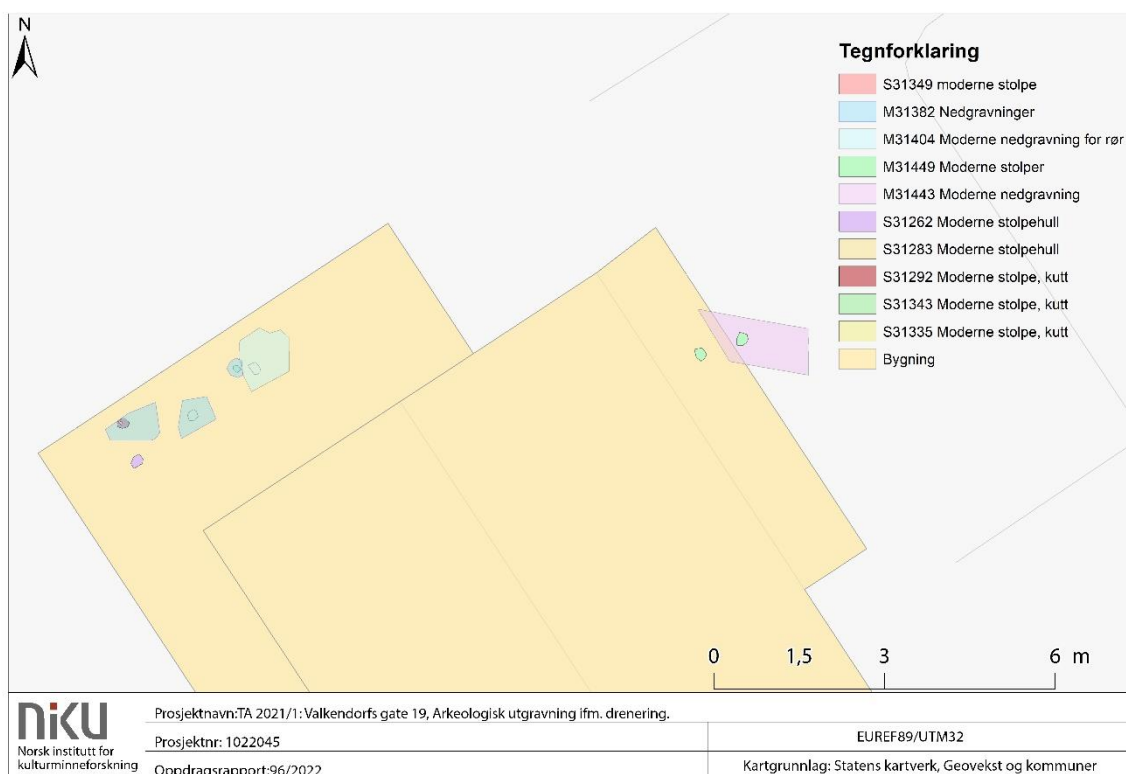 N
Tegnforklaring
S31349 moderne stolpe
M31382 Nedgravninger
M31404 Moderne nedgravning for rør
M31449 Moderne stolper
M31443 Moderne nedgravning
S31262 Moderne stolpehull
S31283 Moderne stolpehull
S31292 Moderne stolpe, kutt
S31343 Moderne stolpe, kutt
S31335 Moderne stolpe, kutt
Bygning
0 1,5 3 6 m
niku
Norsk institutt for
kulturminneforskning
Prosjektnavn:TA 2021/1: Valkendorfs gate 19, Arkeologisk utgravning ifm. drenering.
Prosjektnr: 1022045
Oppdragsrapport:96/2022
EUREF89/UTM32
Kartgrunnlag: Statens kartverk, Geovekst og kommuner